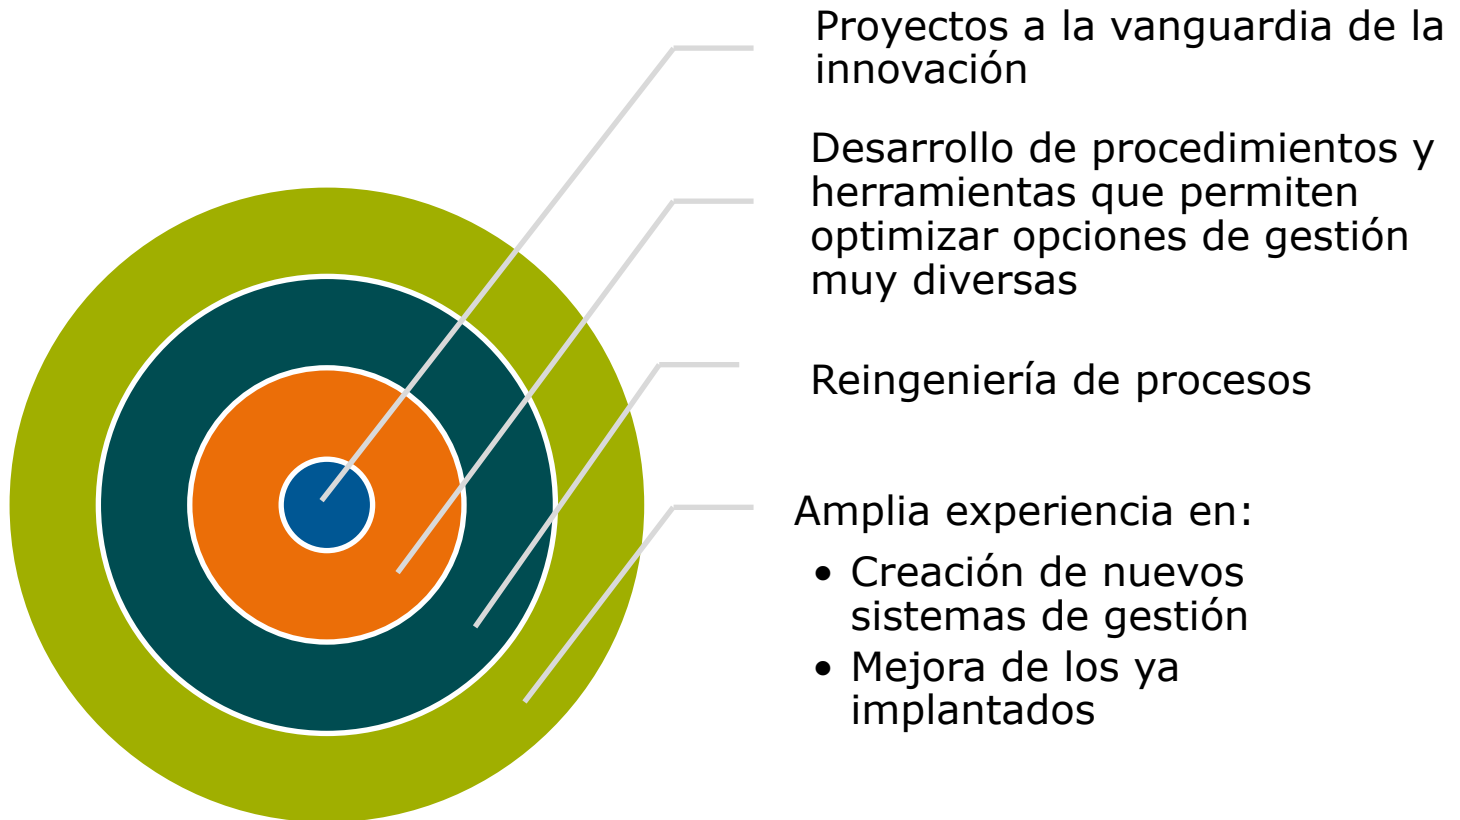 Proyectos a la vanguardia de la
innovación
Desarrollo de procedimientos y
herramientas que permiten
optimizar opciones de gestión
muy diversas
Reingeniería de procesos
Amplia experiencia en:
• Creación de nuevos
sistemas de gestión
• Mejora de los ya
implantados